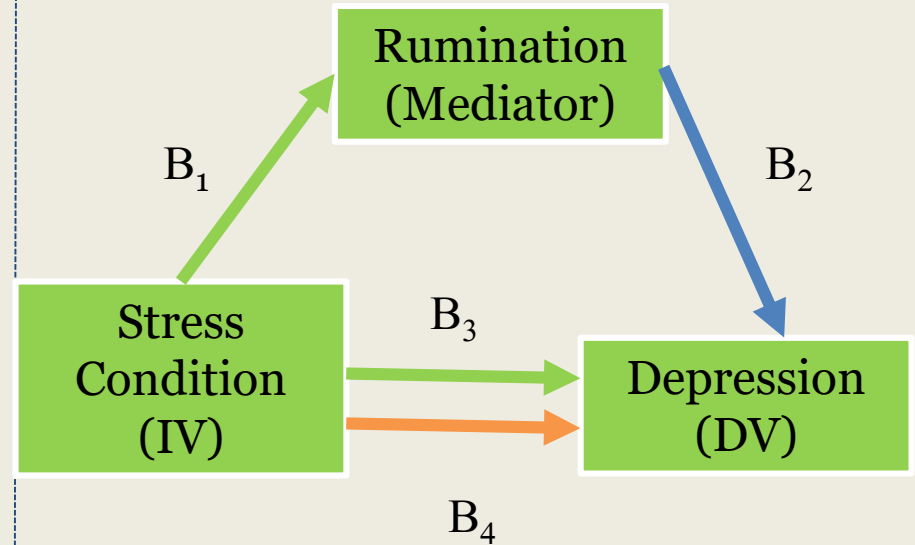 Rumination
(Mediator)
B₁
B₂
Stress
Condition
(IV)
B₃
Depression
(DV)
B₄